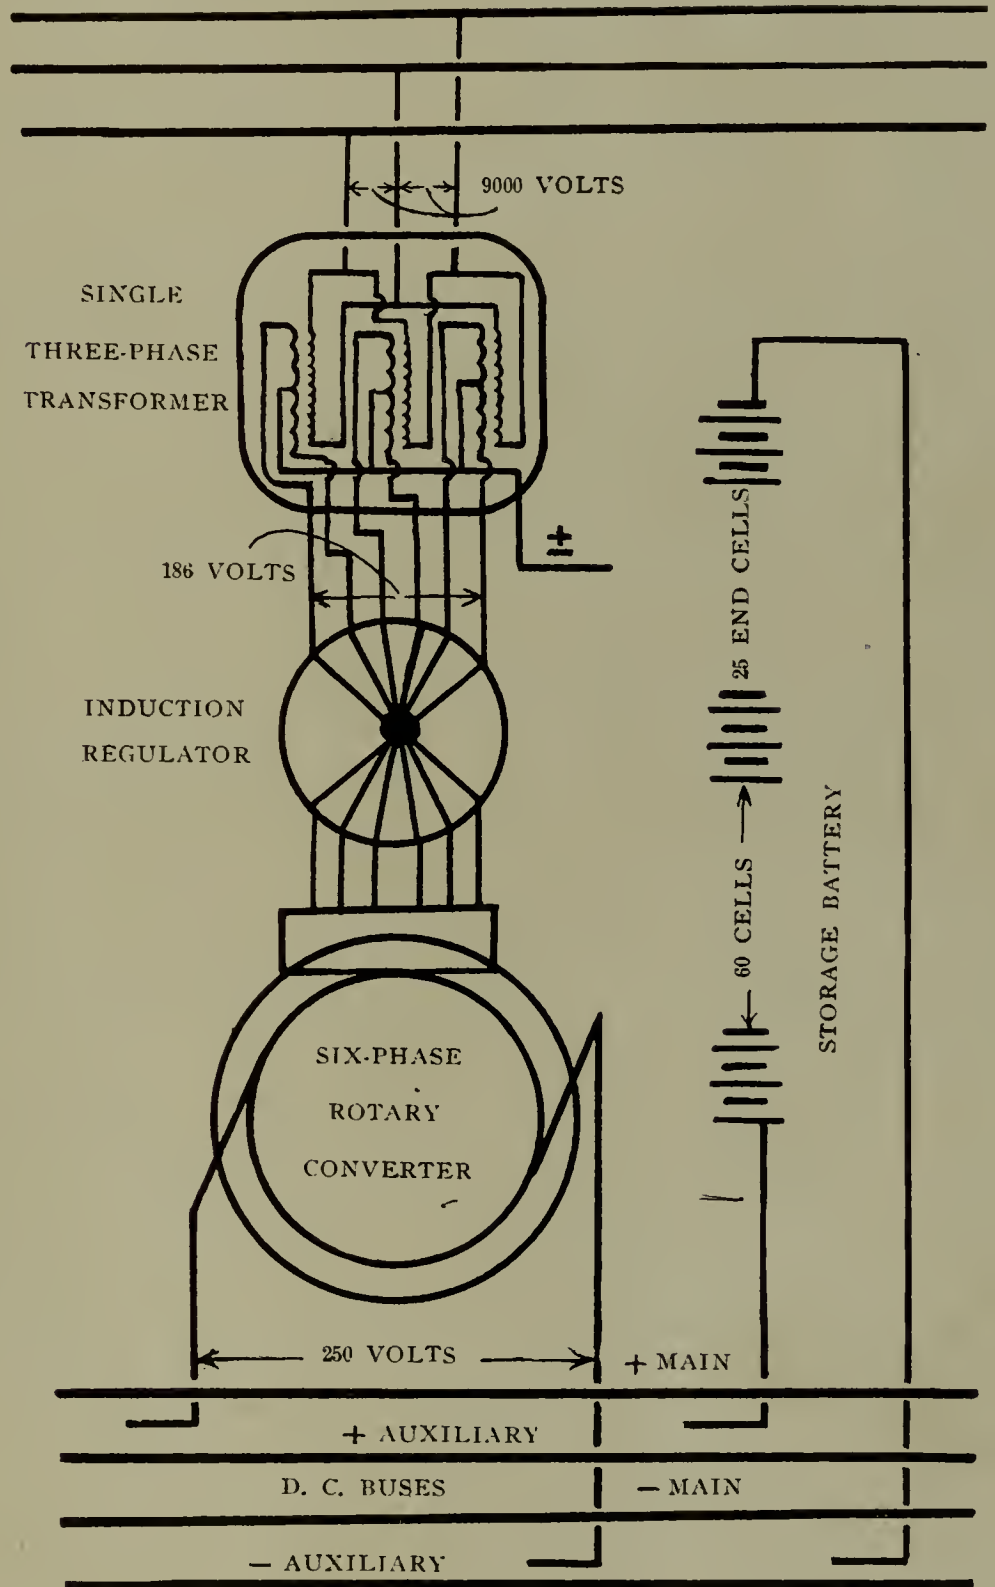 9000 VOLTS
SINGLE
THREE-PHASE
TRANSFORMER
±
186 VOLTS
25 END CELLS
INDUCTION
REGULATOR
60 CELLS
STORAGE BATTERY
SIX-PHASE
ROTARY
CONVERTER
250 VOLTS
+ MAIN
+ AUXILIARY
D. C. BUSES
— MAIN
— AUXILIARY